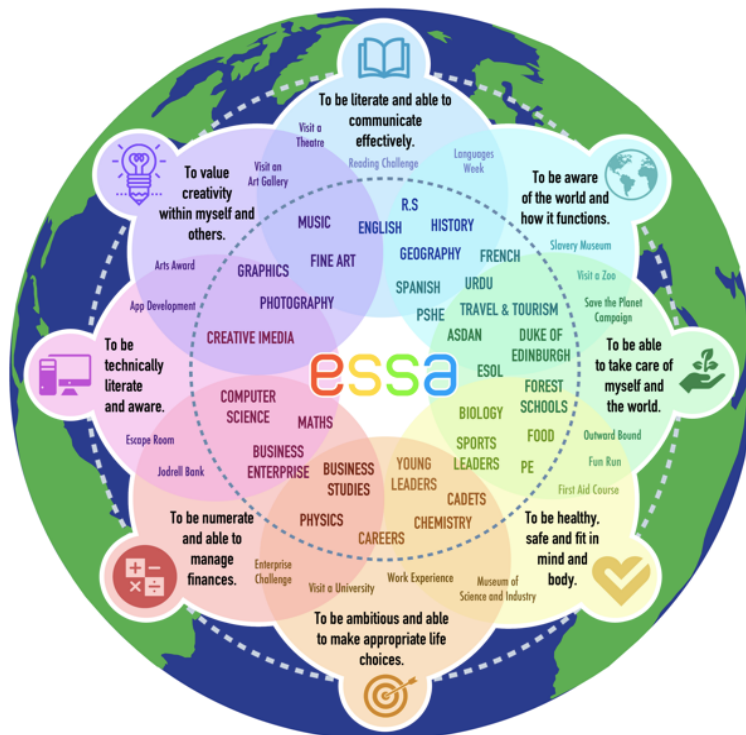 To be literate and able to
communicate
effectively.
Visit a
Theatre
Reading Challenge
Languages
Week
To value
creativity
within myself and
others.
Visit an
Art Gallery
To be aware
of the world and
how it functions.
R.S
MUSIC
ENGLISH
HISTORY
Slavery Museum
Arts Award
GRAPHICS
FINE ART
GEOGRAPHY
FRENCH
Visit a Zoo
App Development
PHOTOGRAPHY
SPANISH
URDU
Save the Planet
Campaign
PSHE
TRAVEL & TOURISM
To be
technically
literate
and aware.
CREATIVE IMEDIA
ASDAN
DUKE OF
EDINBURGH
To be able
to take care of
myself and
the world.
essa
ESOL
FOREST
SCHOOLS
COMPUTER
SCIENCE
MATHS
BIOLOGY
FOOD
Outward Bound
Escape Room
BUSINESS
ENTERPRISE
SPORTS
LEADERS
PE
Fun Run
Jodrell Bank
BUSINESS
STUDIES
YOUNG
LEADERS
First Aid Course
CADETS
To be numerate
and able to
manage
finances.
PHYSICS
CHEMISTRY
To be healthy,
safe and fit in
mind and
body.
CAREERS
Enterprise
Challenge
Visit a University
Work Experience
Museum of
Science and Industry
To be ambitious and able
to make appropriate life
choices.